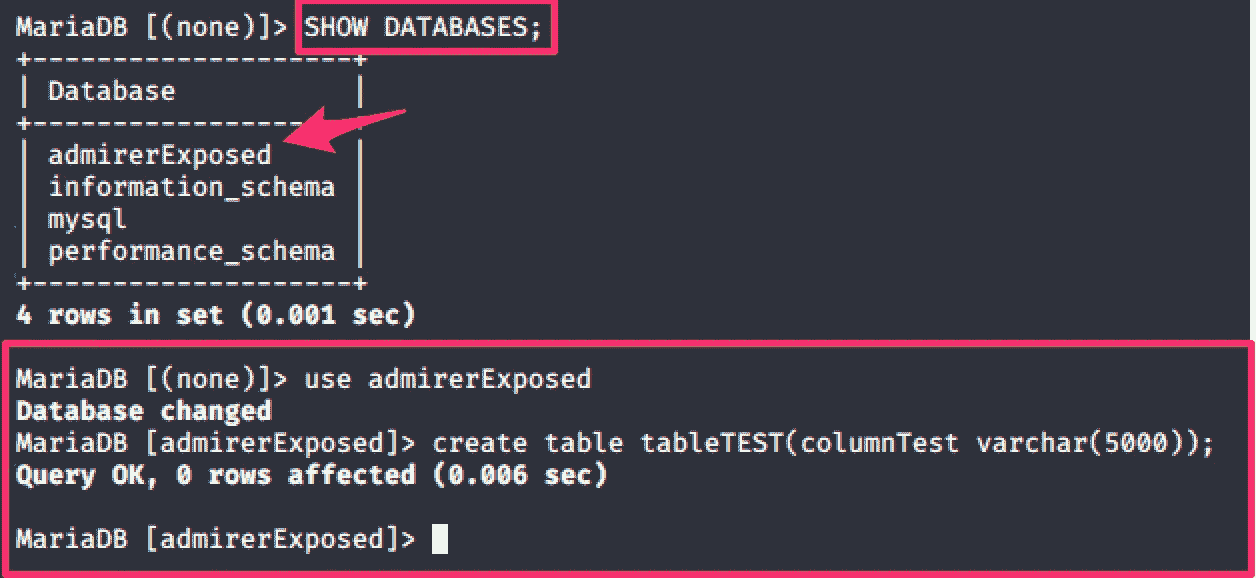 MariaDB [(none)]> SHOW DATABASES;
+--------------------+
| Database           |
+--------------------+
| admirerExposed     |
| information_schema |
| mysql              |
| performance_schema |
+--------------------+
4 rows in set (0.001 sec)
MariaDB [(none)]> use admirerExposed
Database changed
MariaDB [admirerExposed]> create table tableTEST(columnTest varchar(5000));
Query OK, 0 rows affected (0.006 sec)
MariaDB [admirerExposed]>